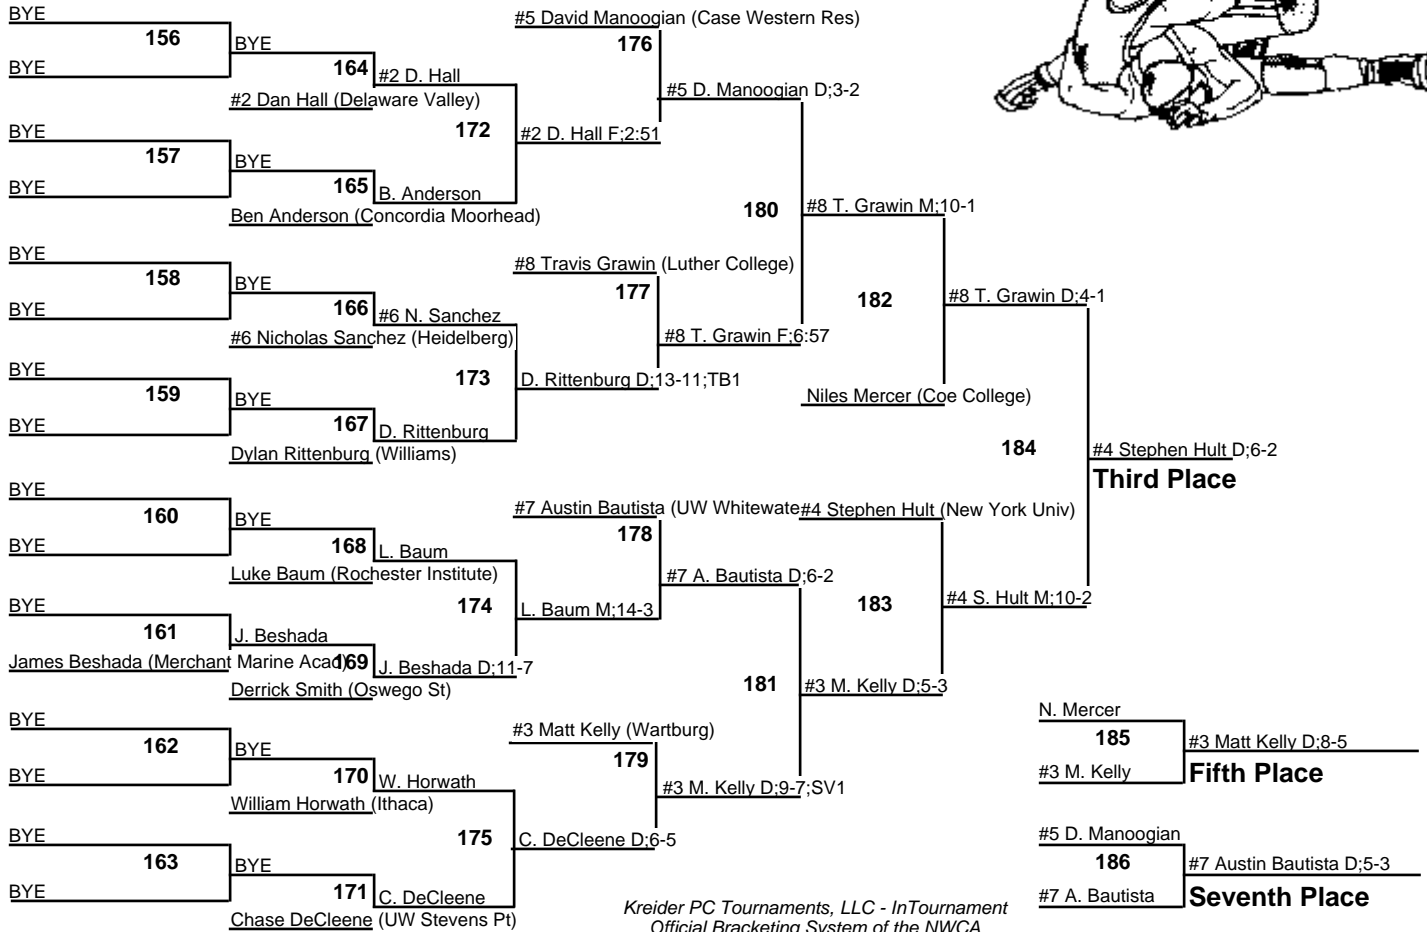 BYE
156
BYE
BYE
164
#2 D. Hall
#2 Dan Hall (Delaware Valley)
172
BYE
157
BYE
BYE
165
B. Anderson
Ben Anderson (Concordia Moorhead)
#2 D. Hall F;2:51
#5 David Manoogian (Case Western Res)
176
#5 D. Manoogian D;3-2
BYE
158
BYE
BYE
166
#6 N. Sanchez
#6 Nicholas Sanchez (Heidelberg)
173
BYE
159
BYE
BYE
167
D. Rittenburg
Dylan Rittenburg (Williams)
D. Rittenburg D;13-11;TB1
#8 Travis Grawin (Luther College)
177
#8 T. Grawin F;6:57
180
#8 T. Grawin M;10-1
182
Niles Mercer (Coe College)
#8 T. Grawin D;4-1
BYE
160
BYE
BYE
168
L. Baum
Luke Baum (Rochester Institute)
174
BYE
161
James Beshada (Merchant Marine Acad)
J. Beshada
169
J. Beshada D;11-7
Derrick Smith (Oswego St)
L. Baum M;14-3
#7 Austin Bautista (UW Whitewate
178
#7 A. Bautista D;6-2
BYE
162
BYE
BYE
170
W. Horwath
William Horwath (Ithaca)
175
BYE
163
BYE
BYE
171
C. DeCleene
Chase DeCleene (UW Stevens Pt)
C. DeCleene D;6-5
#3 Matt Kelly (Wartburg)
179
#3 M. Kelly D;9-7;SV1
181
#3 M. Kelly D;5-3
#4 Stephen Hult (New York Univ)
183
#4 S. Hult M;10-2
184
#4 Stephen Hult D;6-2
Third Place
N. Mercer
185
#3 M. Kelly
#3 Matt Kelly D;8-5
Fifth Place
#5 D. Manoogian
186
#7 A. Bautista
#7 Austin Bautista D;5-3
Seventh Place
Kreider PC Tournaments, LLC - InTournament
Official Bracketing System of the NWCA